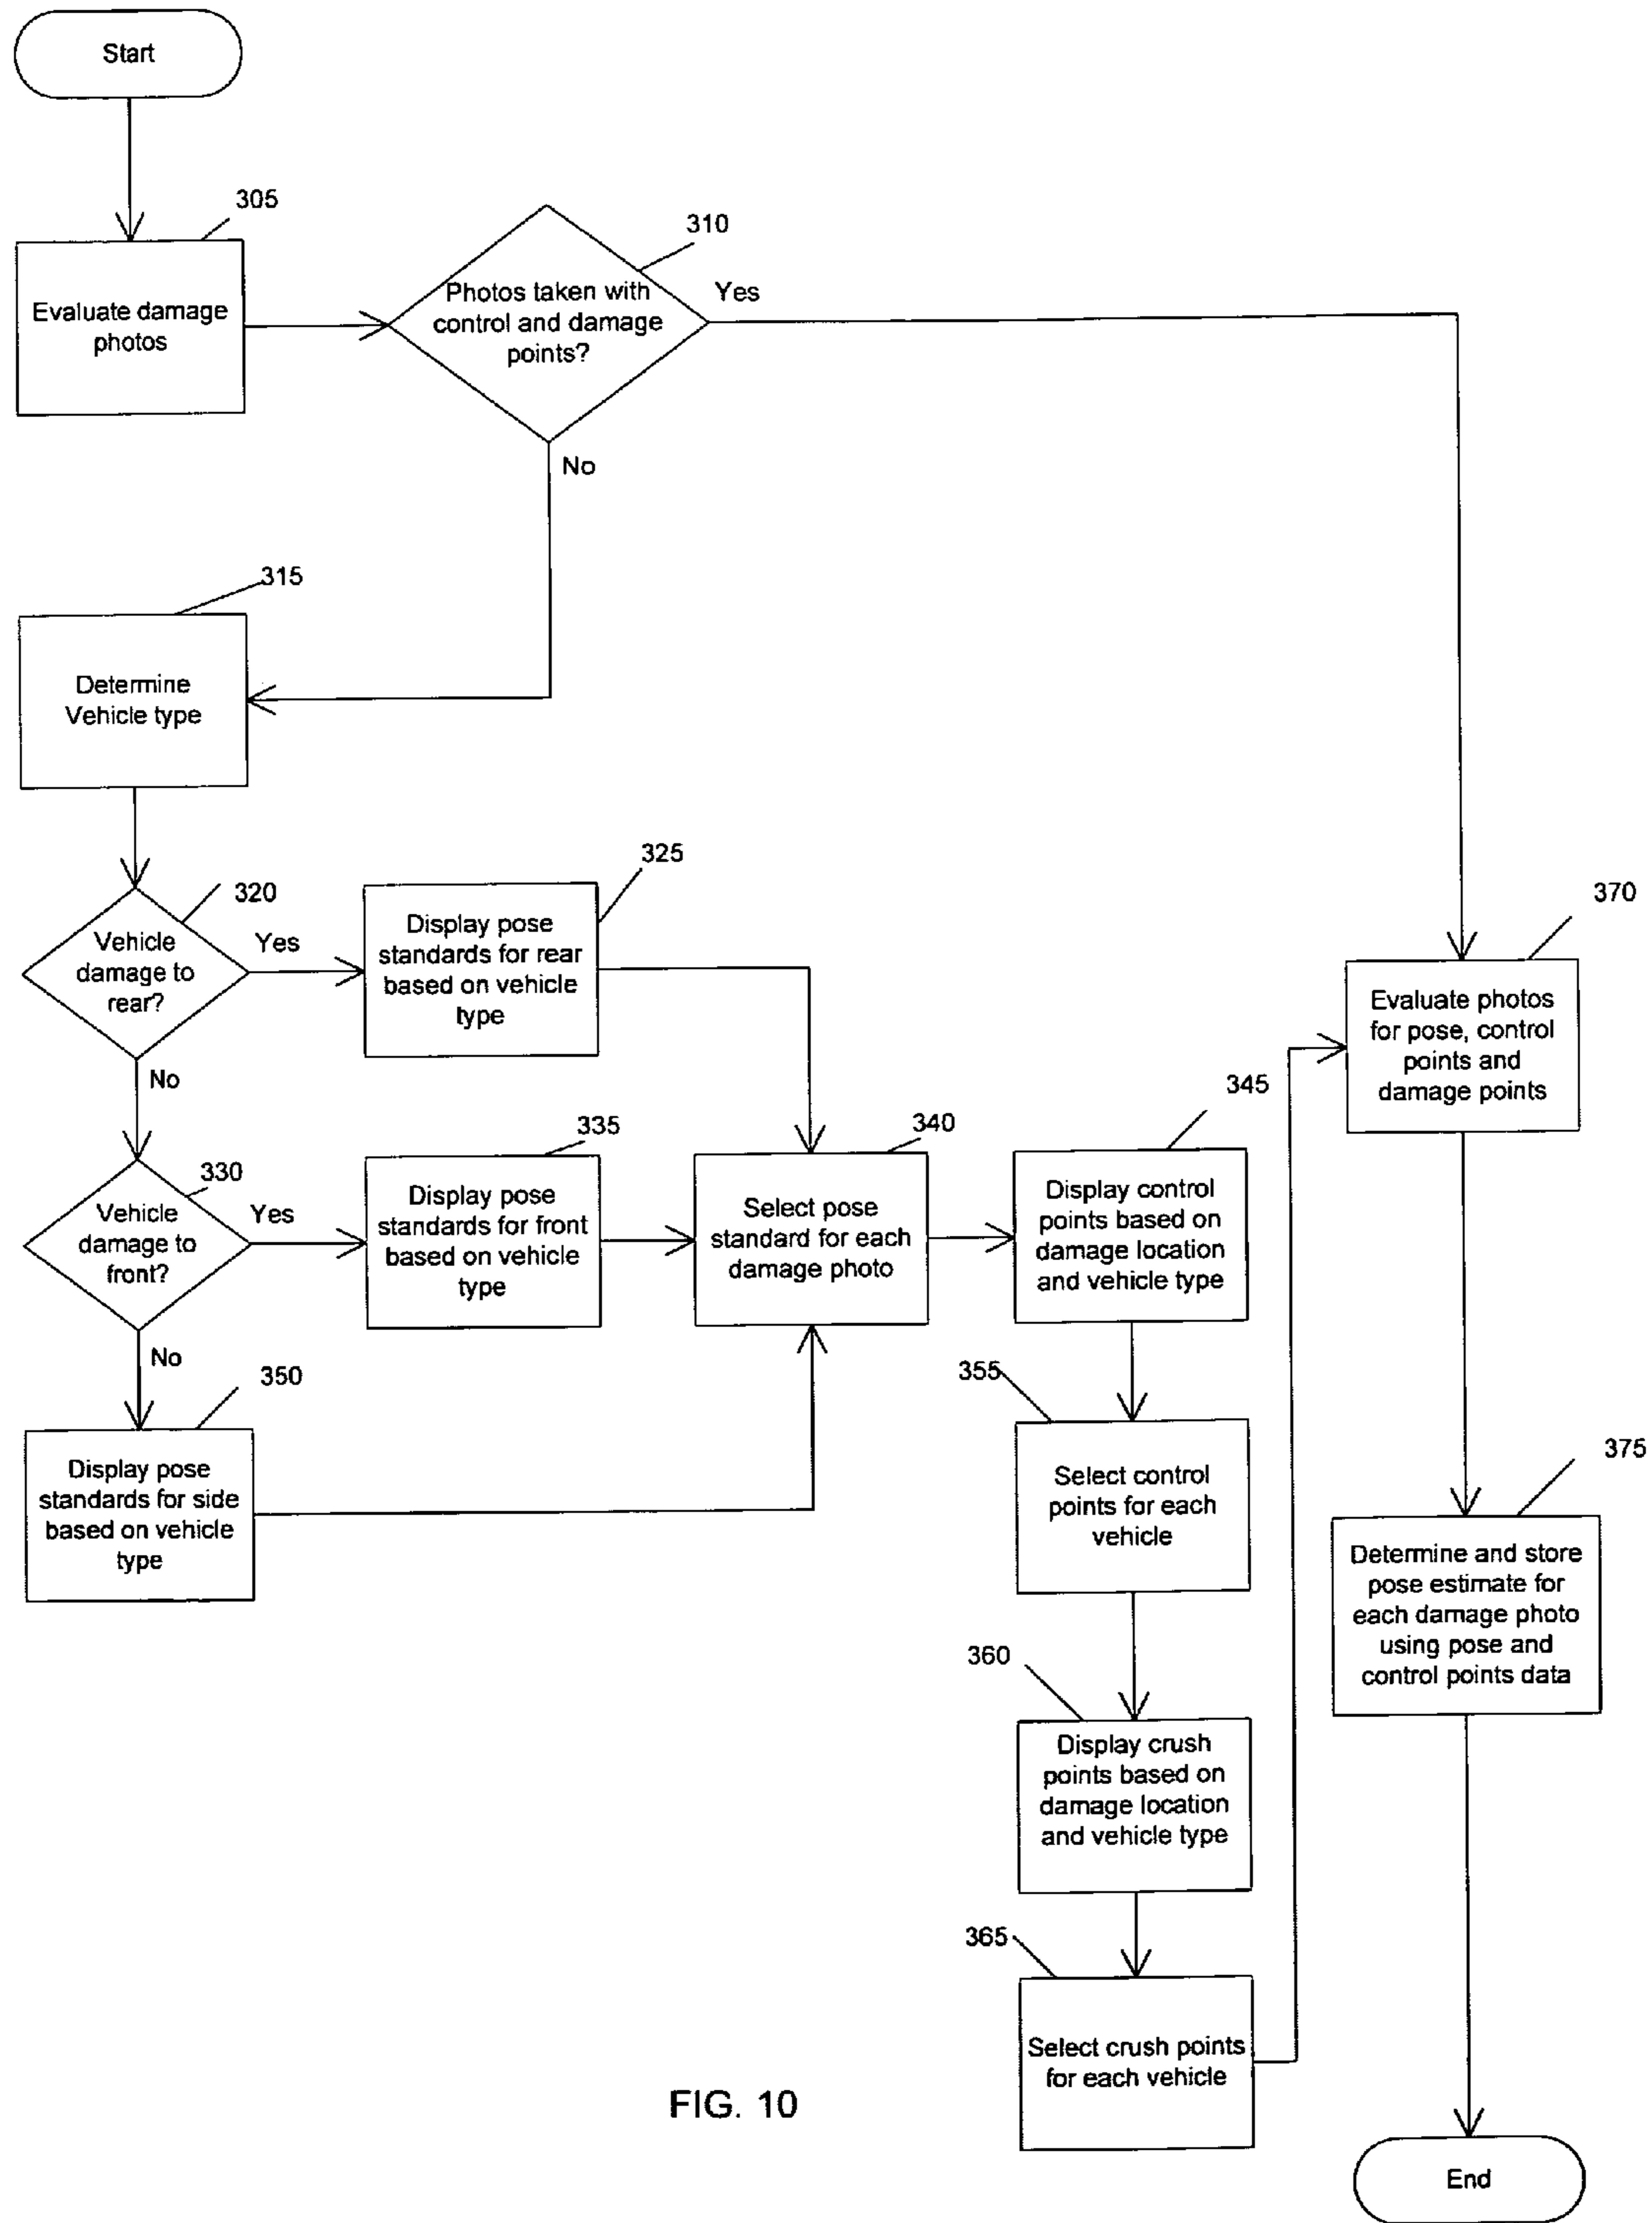 Start
305
Evaluate damage
photos
310
Photos taken with
control and damage
points?
Yes
No
315
Determine
Vehicle type
320
Vehicle
damage to
rear?
Yes
No
325
Display pose
standards for rear
based on vehicle
type
330
Vehicle
damage to
front?
Yes
No
335
Display pose
standards for front
based on vehicle
type
340
Select pose
standard for each
damage photo
350
Display pose
standards for side
based on vehicle
type
345
Display control
points based on
damage location
and vehicle type
355
Select control
points for each
vehicle
360
Display crush
points based on
damage location
and vehicle type
365
Select crush points
for each vehicle
370
Evaluate photos
for pose, control
points and
damage points
375
Determine and store
pose estimate for
each damage photo
using pose and
control points data
End
FIG. 10